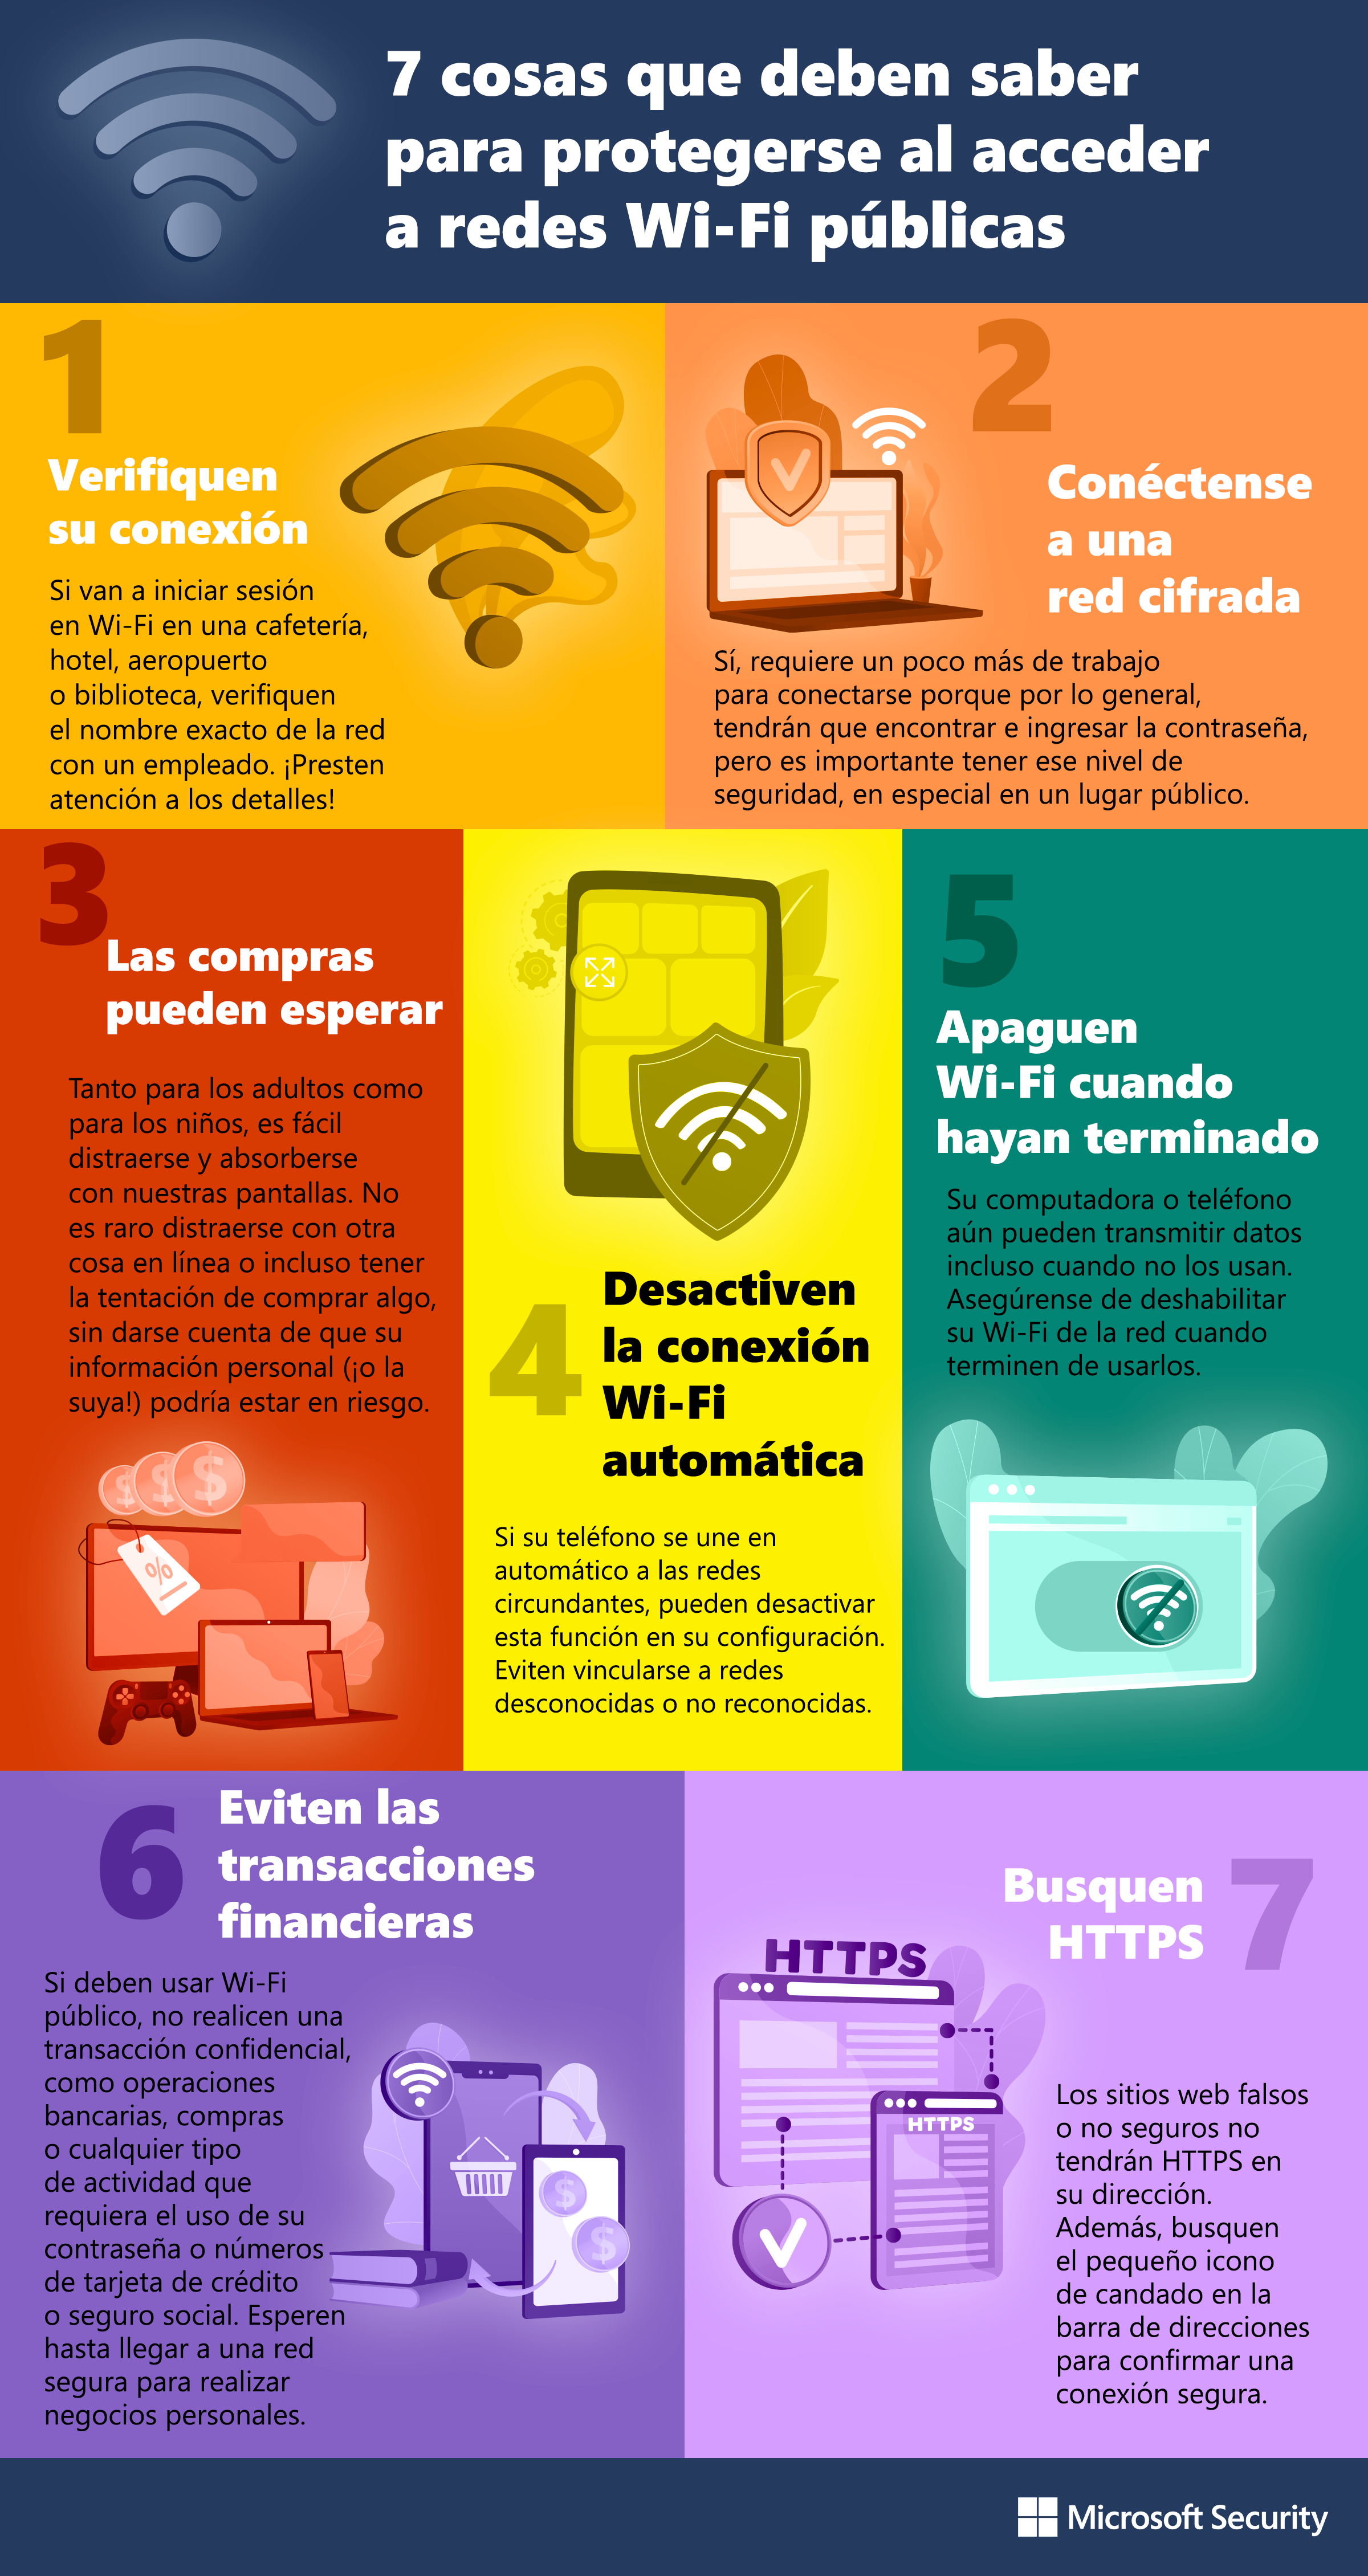 7 cosas que deben saber
para protegerse al acceder
a redes Wi-Fi públicas
1
Verifiquen
su conexión
Si van a iniciar sesión
en Wi-Fi en una cafetería,
hotel, aeropuerto
o biblioteca, verifiquen
el nombre exacto de la red
con un empleado. ¡Presten
atención a los detalles!
2
Conéctense
a una
red cifrada
Sí, requiere un poco más de trabajo
para conectarse porque por lo general,
tendrán que encontrar e ingresar la contraseña,
pero es importante tener ese nivel de
seguridad, en especial en un lugar público.
3
Las compras
pueden esperar
Tanto para los adultos como
para los niños, es fácil
distraerse y absorberse
con nuestras pantallas. No
es raro distraerse con otra
cosa en línea o incluso tener
la tentación de comprar algo,
sin darse cuenta de que su
información personal (¡o la
suya!) podría estar en riesgo.
$
$
$
%
4
Desactiven
la conexión
Wi-Fi
automática
Si su teléfono se une en
automático a las redes
circundantes, pueden desactivar
esta función en su configuración.
Eviten vincularse a redes
desconocidas o no reconocidas.
5
Apaguen
Wi-Fi cuando
hayan terminado
Su computadora o teléfono
aún pueden transmitir datos
incluso cuando no los usan.
Asegúrense de deshabilitar
su Wi-Fi de la red cuando
terminen de usarlos.
6
Eviten las
transacciones
financieras
Si deben usar Wi-Fi
público, no realicen una
transacción confidencial,
como operaciones
bancarias, compras
o cualquier tipo
de actividad que
requiera el uso de su
contraseña o números
de tarjeta de crédito
o seguro social. Esperen
hasta llegar a una red
segura para realizar
negocios personales.
$
$
7
Busquen
HTTPS
HTTPS
HTTPS
Los sitios web falsos
o no seguros no
tendrán HTTPS en
su dirección.
Además, busquen
el pequeño icono
de candado en la
barra de direcciones
para confirmar una
conexión segura.
Microsoft Security